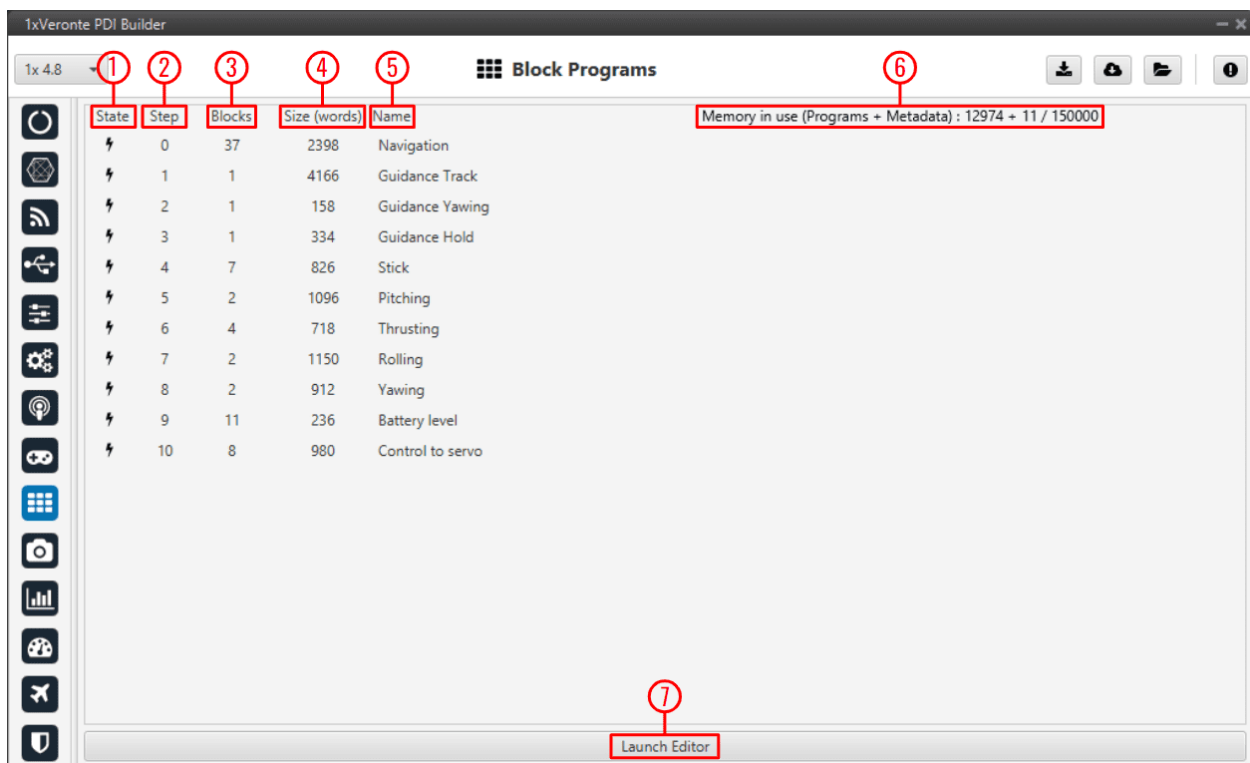 1xVeronte PDI Builder
1x 4.8
Block Programs
1 2 3 4 5 6
State Step Blocks Size (words) Name Memory in use (Programs + Metadata) : 12974 + 11 / 150000
0 37 2398 Navigation
1 1 4166 Guidance Track
2 1 158 Guidance Yawing
3 1 334 Guidance Hold
4 7 826 Stick
5 2 1096 Pitching
6 4 718 Thrusting
7 2 1150 Rolling
8 2 912 Yawing
9 11 236 Battery level
10 8 980 Control to servo
7
Launch Editor